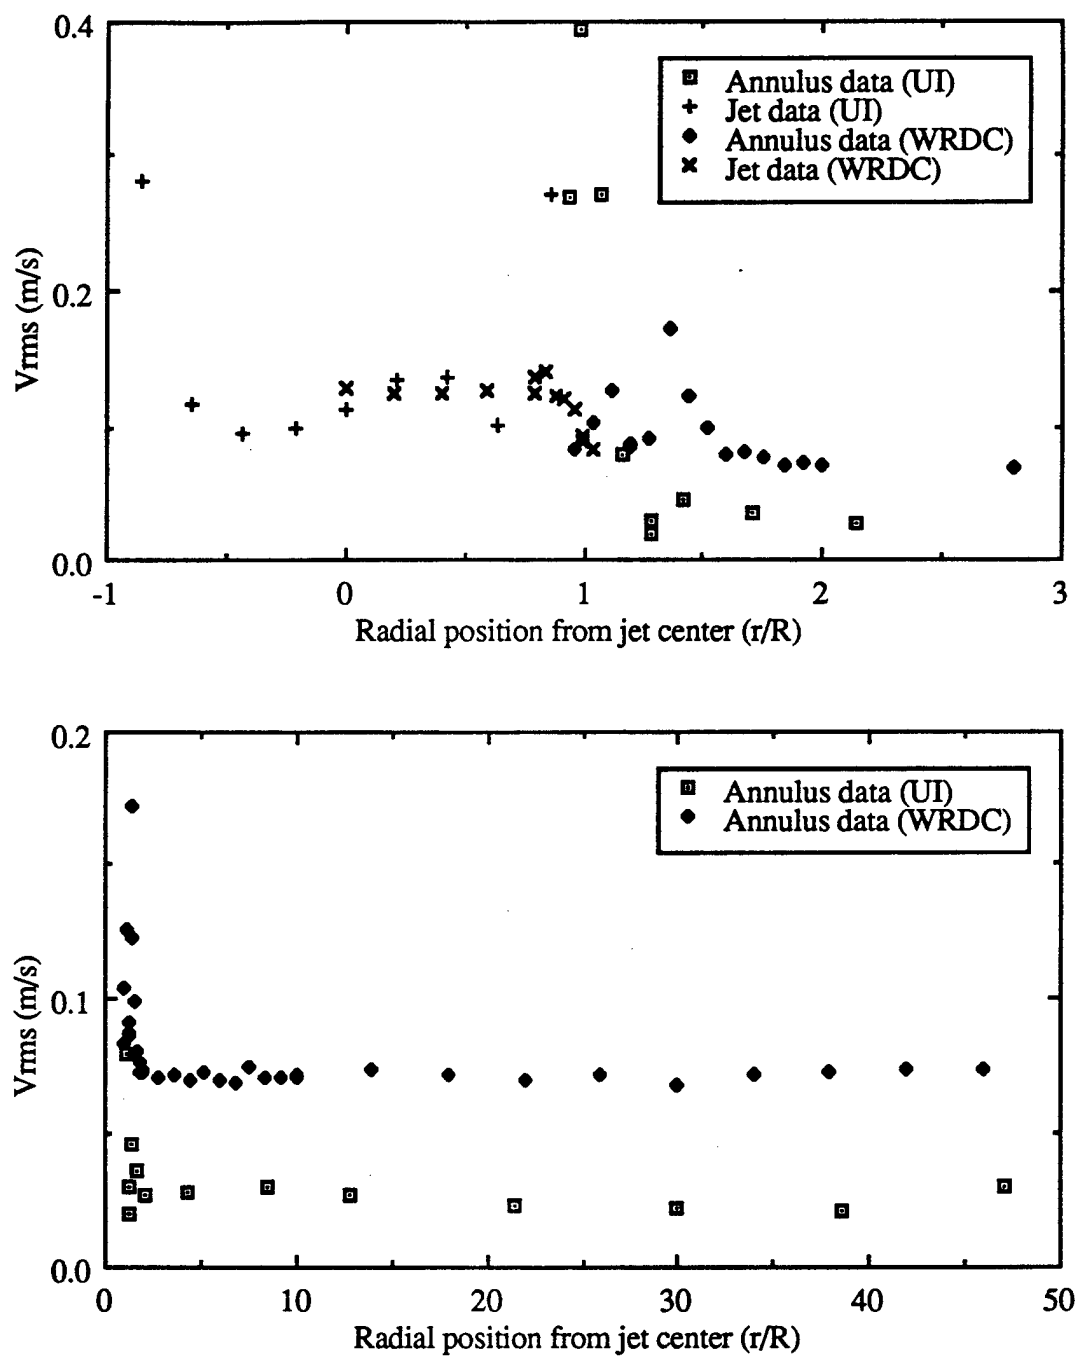 0.4
Annulus data (UI)
Jet data (UI)
Annulus data (WRDC)
Jet data (WRDC)
Vrms (m/s)
0.2
0.0
-1 0 1 2 3
Radial position from jet center (r/R)
0.2
Annulus data (UI)
Annulus data (WRDC)
Vrms (m/s)
0.1
0.0
0 10 20 30 40 50
Radial position from jet center (r/R)